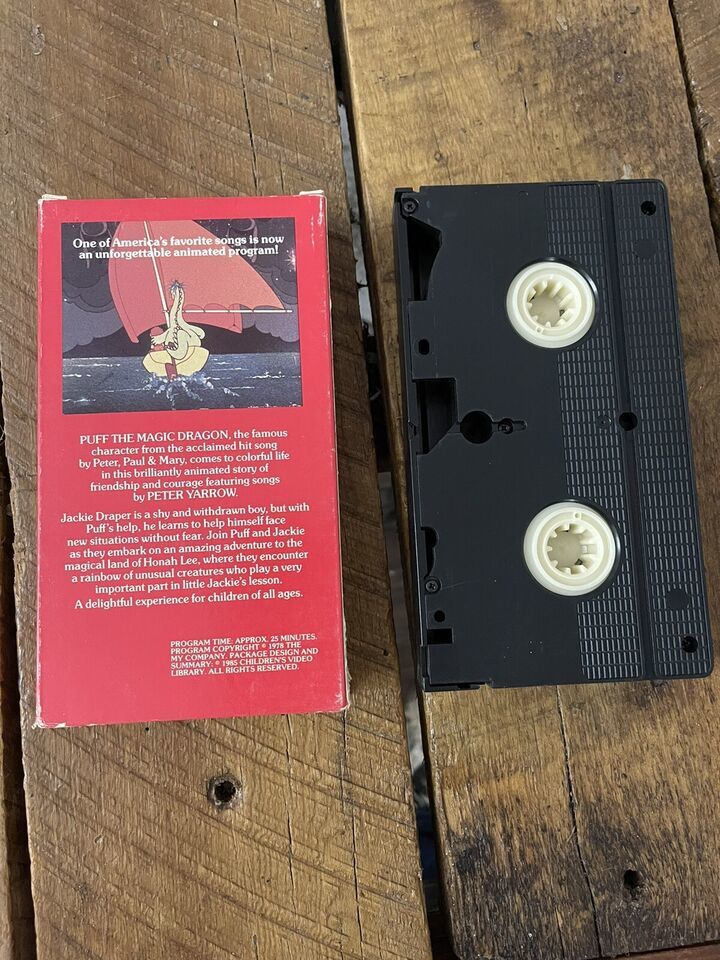 One of America's favorite songs is now
an unforgettable animated program!
PUFF THE MAGIC DRAGON, the famous
character from the acclaimed hit song
by Peter, Paul & Mary, comes to colorful life
in this brilliantly animated story of
friendship and courage featuring songs
by PETER YARROW.
Jackie Draper is a shy and withdrawn boy, but with
Puff's help, he learns to help himself face
new situations without fear. Join Puff and Jackie
as they embark on an amazing adventure to the
magical land of Honah Lee, where they encounter
a rainbow of unusual creatures who play a very
important part in little Jackie's lesson.
A delightful experience for children of all ages.
PROGRAM TIME: APPROX. 25 MINUTES.
PROGRAM COPYRIGHT © 1978 THE
MY COMPANY. PACKAGE DESIGN AND
SUMMARY: © 1985 CHILDREN'S VIDEO
LIBRARY. ALL RIGHTS RESERVED.